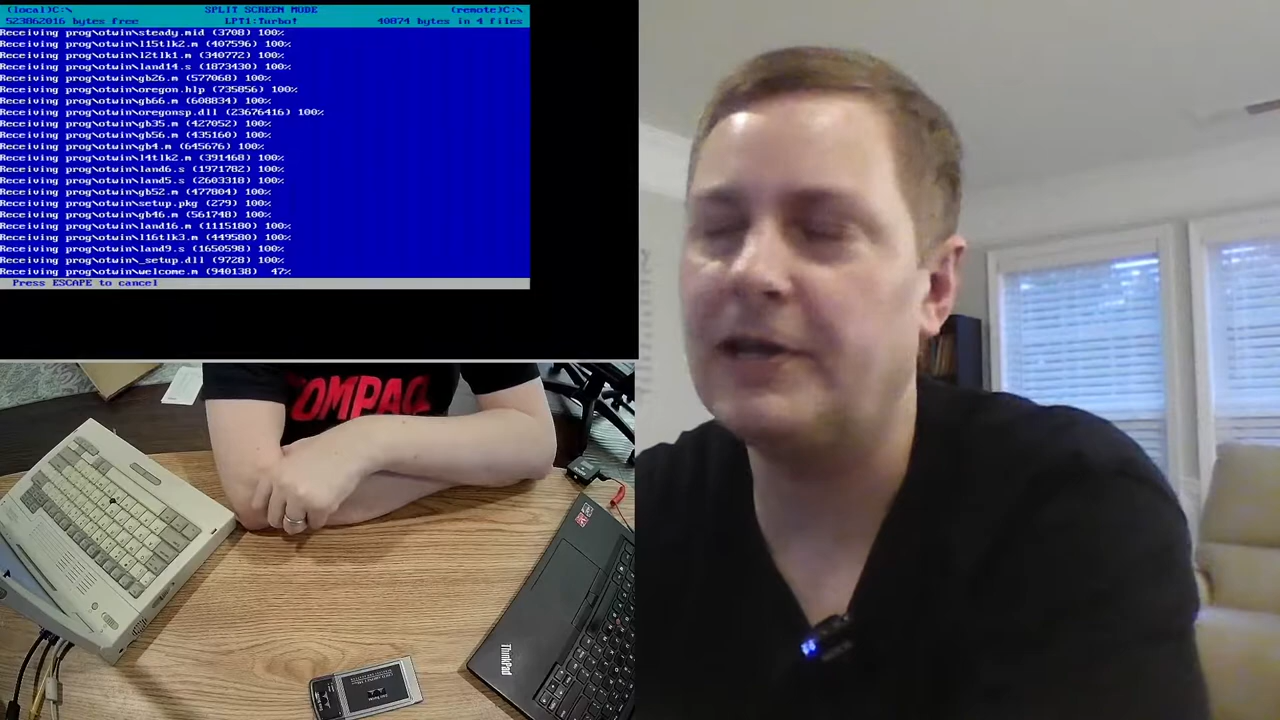 (local)C:\ SPLIT SCREEN MODE (remote)C:\
523862016 bytes free LPT1:Turbo! 40874 bytes in 4 files
Receiving prog\otwin\steady.mid (3708) 100%
Receiving prog\otwin\l15tlk2.m (407596) 100%
Receiving prog\otwin\l2tlk1.m (340772) 100%
Receiving prog\otwin\land14.s (1873430) 100%
Receiving prog\otwin\gb26.m (577068) 100%
Receiving prog\otwin\oregon.hlp (735856) 100%
Receiving prog\otwin\gb66.m (608834) 100%
Receiving prog\otwin\oregonsp.dll (23676416) 100%
Receiving prog\otwin\gb35.m (427052) 100%
Receiving prog\otwin\gb56.m (435160) 100%
Receiving prog\otwin\gb4.m (645676) 100%
Receiving prog\otwin\l4tlk2.m (391468) 100%
Receiving prog\otwin\land6.s (1971782) 100%
Receiving prog\otwin\land5.s (2603318) 100%
Receiving prog\otwin\gb52.m (477804) 100%
Receiving prog\otwin\setup.pkg (279) 100%
Receiving prog\otwin\gb46.m (561748) 100%
Receiving prog\otwin\land16.m (1115180) 100%
Receiving prog\otwin\l16tlk3.m (449580) 100%
Receiving prog\otwin\land9.s (1650598) 100%
Receiving prog\otwin\_setup.dll (9728) 100%
Receiving prog\otwin\welcome.m (940138) 47%
Press ESCAPE to cancel
COMPAQ
ThinkPad